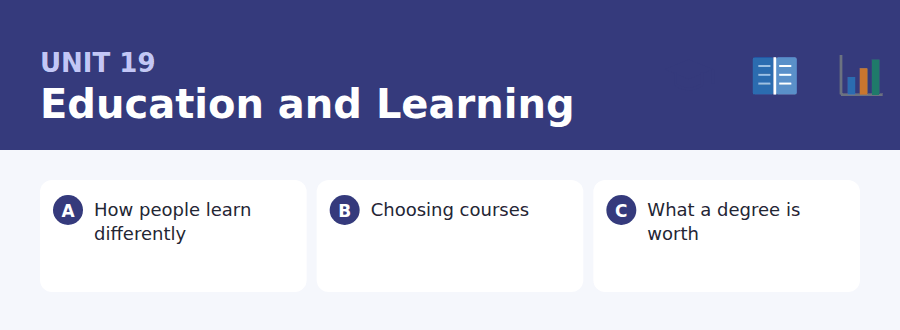 UNIT 19
Education and Learning
A
How people learn
differently
B
Choosing courses
C
What a degree is
worth